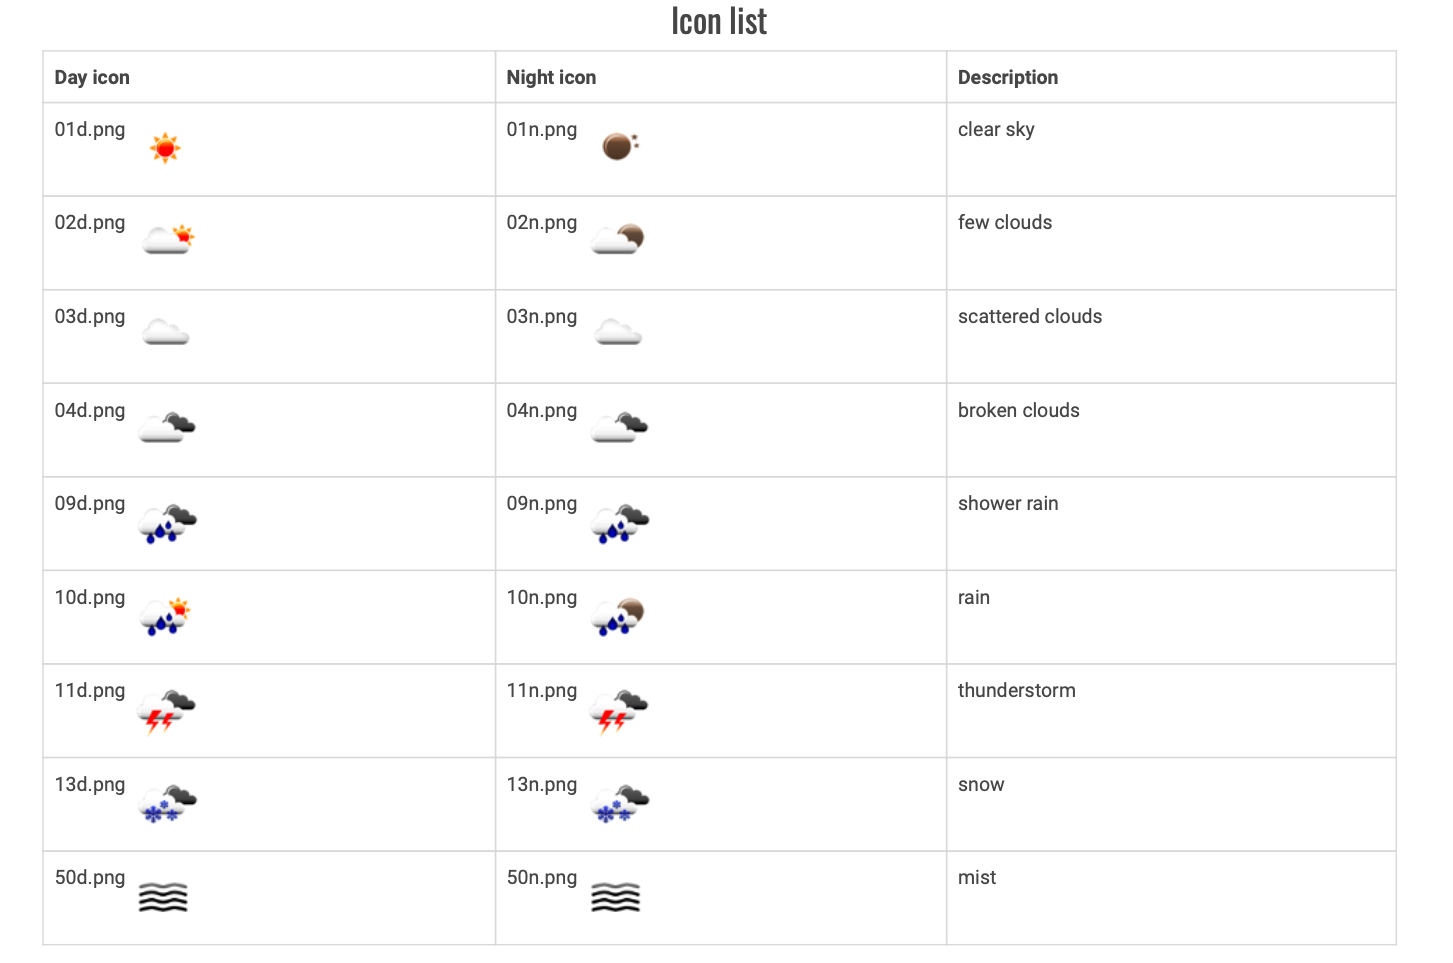 Icon list
Day icon Night icon Description
01d.png 01n.png clear sky
02d.png 02n.png few clouds
03d.png 03n.png scattered clouds
04d.png 04n.png broken clouds
09d.png 09n.png shower rain
10d.png 10n.png rain
11d.png 11n.png thunderstorm
13d.png 13n.png snow
50d.png 50n.png mist